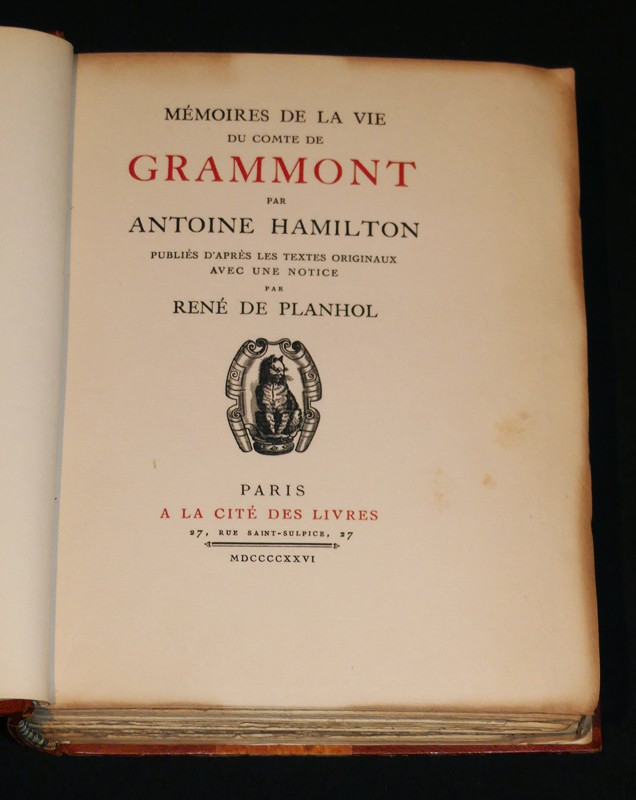 MÉMOIRES DE LA VIE
DU COMTE DE
GRAMMONT
PAR
ANTOINE HAMILTON
PUBLIÉS D'APRÈS LES TEXTES ORIGINAUX
AVEC UNE NOTICE
PAR
RENÉ DE PLANHOL
PARIS
A LA CITÉ DES LIVRES
27, RUE SAINT-SULPICE, 27
MDCCCCXXVI